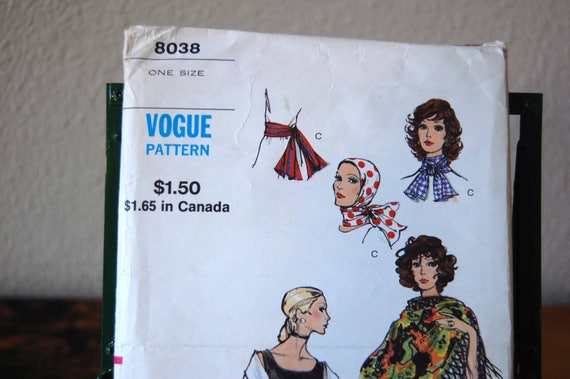 8038
ONE SIZE
VOGUE
PATTERN
$1.50
$1.65 in Canada
C
C
C